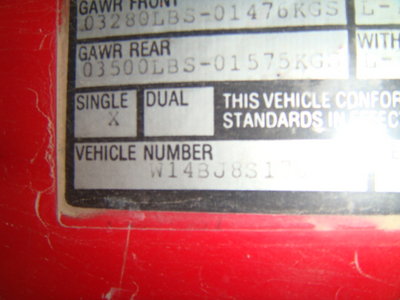 GAWR FRONT
03280LBS-01476KGS L-
GAWR REAR WITH
03500LBS-01575KGS L-
SINGLE DUAL THIS VEHICLE CONFOR
X STANDARDS IN EFFECT
VEHICLE NUMBER
W14BJ8S1